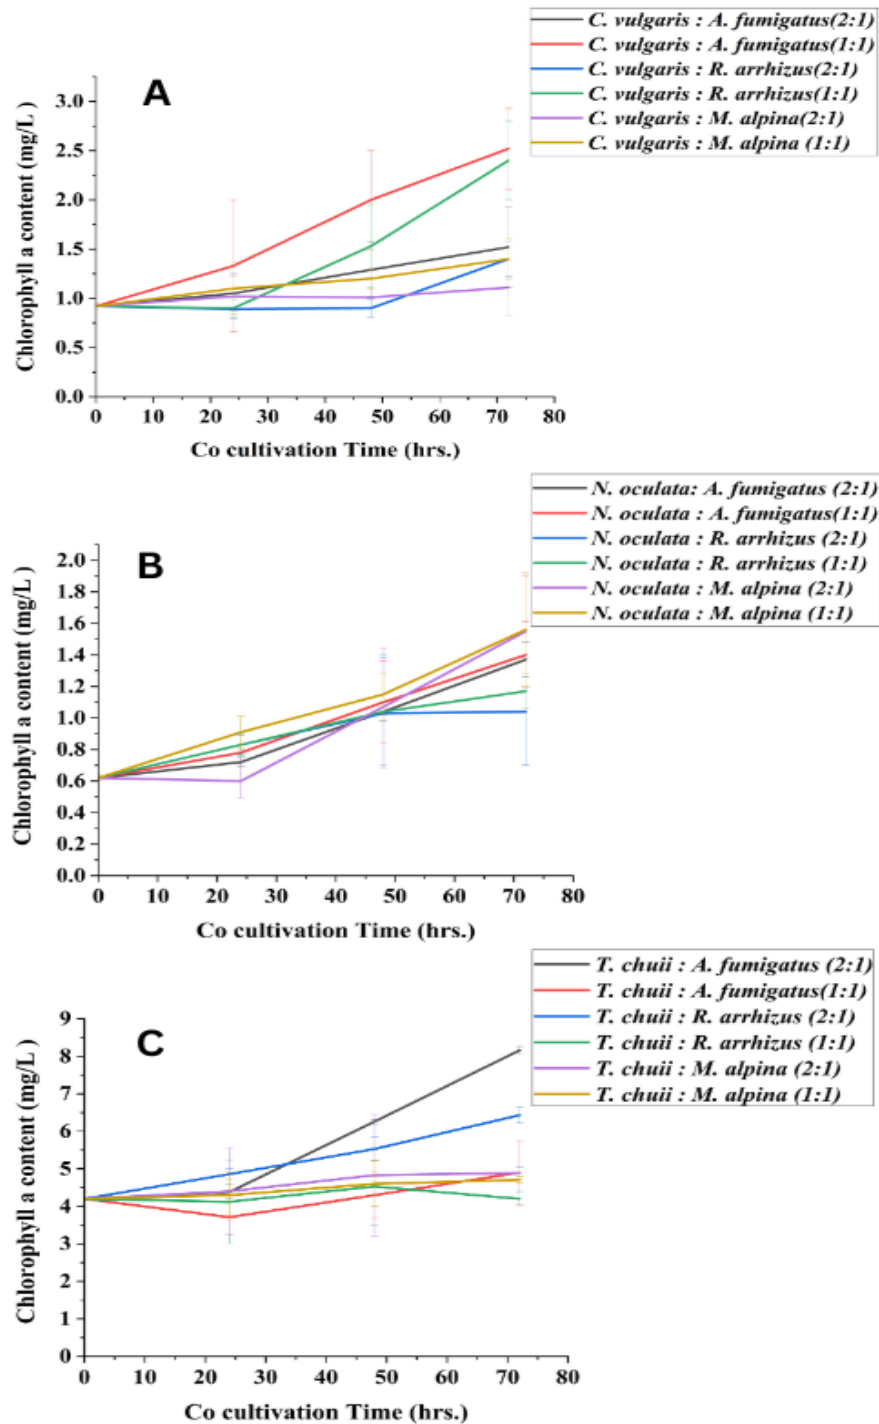 C. vulgaris : A. fumigatus(2:1)
C. vulgaris : A. fumigatus(1:1)
C. vulgaris : R. arrhizus(2:1)
C. vulgaris : R. arrhizus(1:1)
C. vulgaris : M. alpina(2:1)
C. vulgaris : M. alpina (1:1)
A
Chlorophyll a content (mg/L)
3.0
2.5
2.0
1.5
1.0
0.5
0.0
0 10 20 30 40 50 60 70 80
Co cultivation Time (hrs.)
N. oculata: A. fumigatus (2:1)
N. oculata : A. fumigatus(1:1)
N. oculata : R. arrhizus (2:1)
N. oculata : R. arrhizus (1:1)
N. oculata : M. alpina (2:1)
N. oculata : M. alpina (1:1)
B
Chlorophyll a content (mg/L)
2.0
1.8
1.6
1.4
1.2
1.0
0.8
0.6
0.4
0.2
0.0
0 10 20 30 40 50 60 70 80
Co cultivation Time (hrs.)
T. chuii : A. fumigatus (2:1)
T. chuii : A. fumigatus(1:1)
T. chuii : R. arrhizus (2:1)
T. chuii : R. arrhizus (1:1)
T. chuii : M. alpina (2:1)
T. chuii : M. alpina (1:1)
C
Chlorophyll a content (mg/L)
9
8
7
6
5
4
3
2
1
0
0 10 20 30 40 50 60 70 80
Co cultivation Time (hrs.)